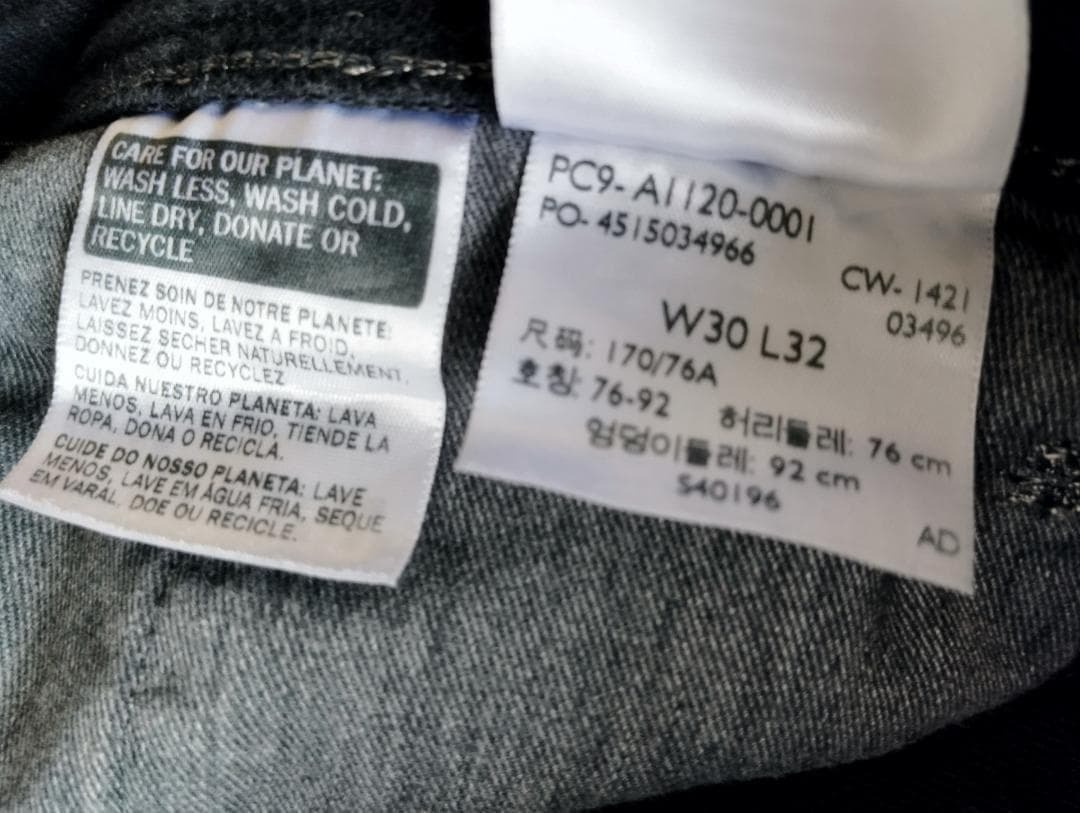 CARE FOR OUR PLANET:
WASH LESS, WASH COLD,
LINE DRY, DONATE OR
RECYCLE
PRENEZ SOIN DE NOTRE PLANETE:
LAVEZ MOINS, LAVEZ A FROID,
LAISSEZ SECHER NATURELLEMENT,
DONNEZ OU RECYCLEZ
CUIDA NUESTRO PLANETA: LAVA
MENOS, LAVA EN FRIO, TIENDE LA
ROPA, DONA O RECICLA.
CUIDE DO NOSSO PLANETA: LAVE
MENOS, LAVE EM ÁGUA FRIA, SEQUE
EM VARAL, DOE OU RECICLE.
PC9-A1120-0001
PO-4515034966
CW-1421
03496
W30 L32
尺码: 170/76A
호칭: 76-92 허리둘레: 76 cm
엉덩이둘레: 92 cm
S40196
AD